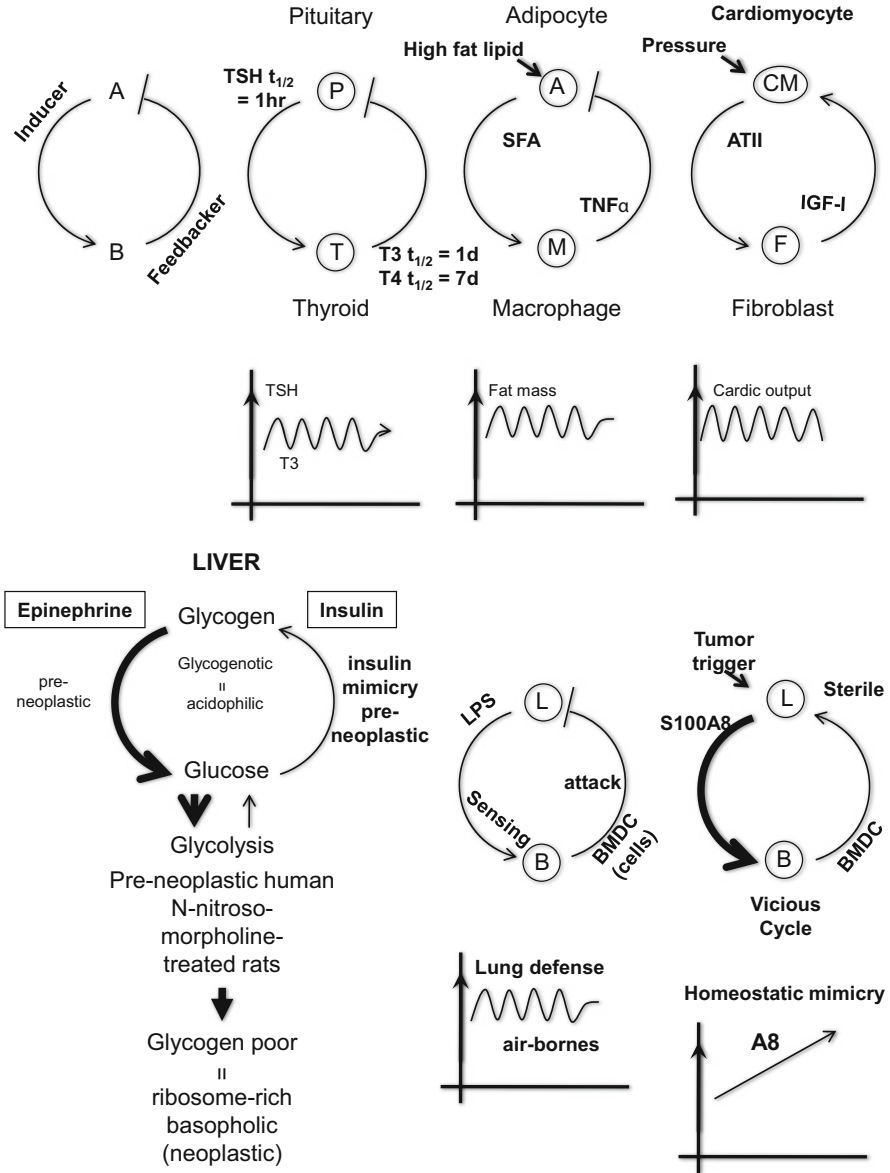 Pituitary
Adipocyte
Cardiomyocyte
High fat lipid
Pressure
Inducer
A
B
Feedbacker
TSH t1/2
= 1hr
P
T
T3 t1/2 = 1d
T4 t1/2 = 7d
A
SFA
TNFα
M
CM
ATII
IGF-I
F
Thyroid
Macrophage
Fibroblast
TSH
T3
Fat mass
Cardic output
LIVER
Epinephrine
Glycogen
Insulin
pre-
neoplastic
Glycogenotic
=
acidophilic
insulin
mimicry
pre-
neoplastic
Glucose
Glycolysis
Pre-neoplastic human
N-nitroso-
morpholine-
treated rats
Glycogen poor
=
ribosome-rich
basopholic
(neoplastic)
LPS
L
Sensing
attack
B
BMDC
(cells)
Lung defense
air-bornes
Tumor
trigger
L
Sterile
S100A8
B
BMDC
Vicious
Cycle
Homeostatic mimicry
A8